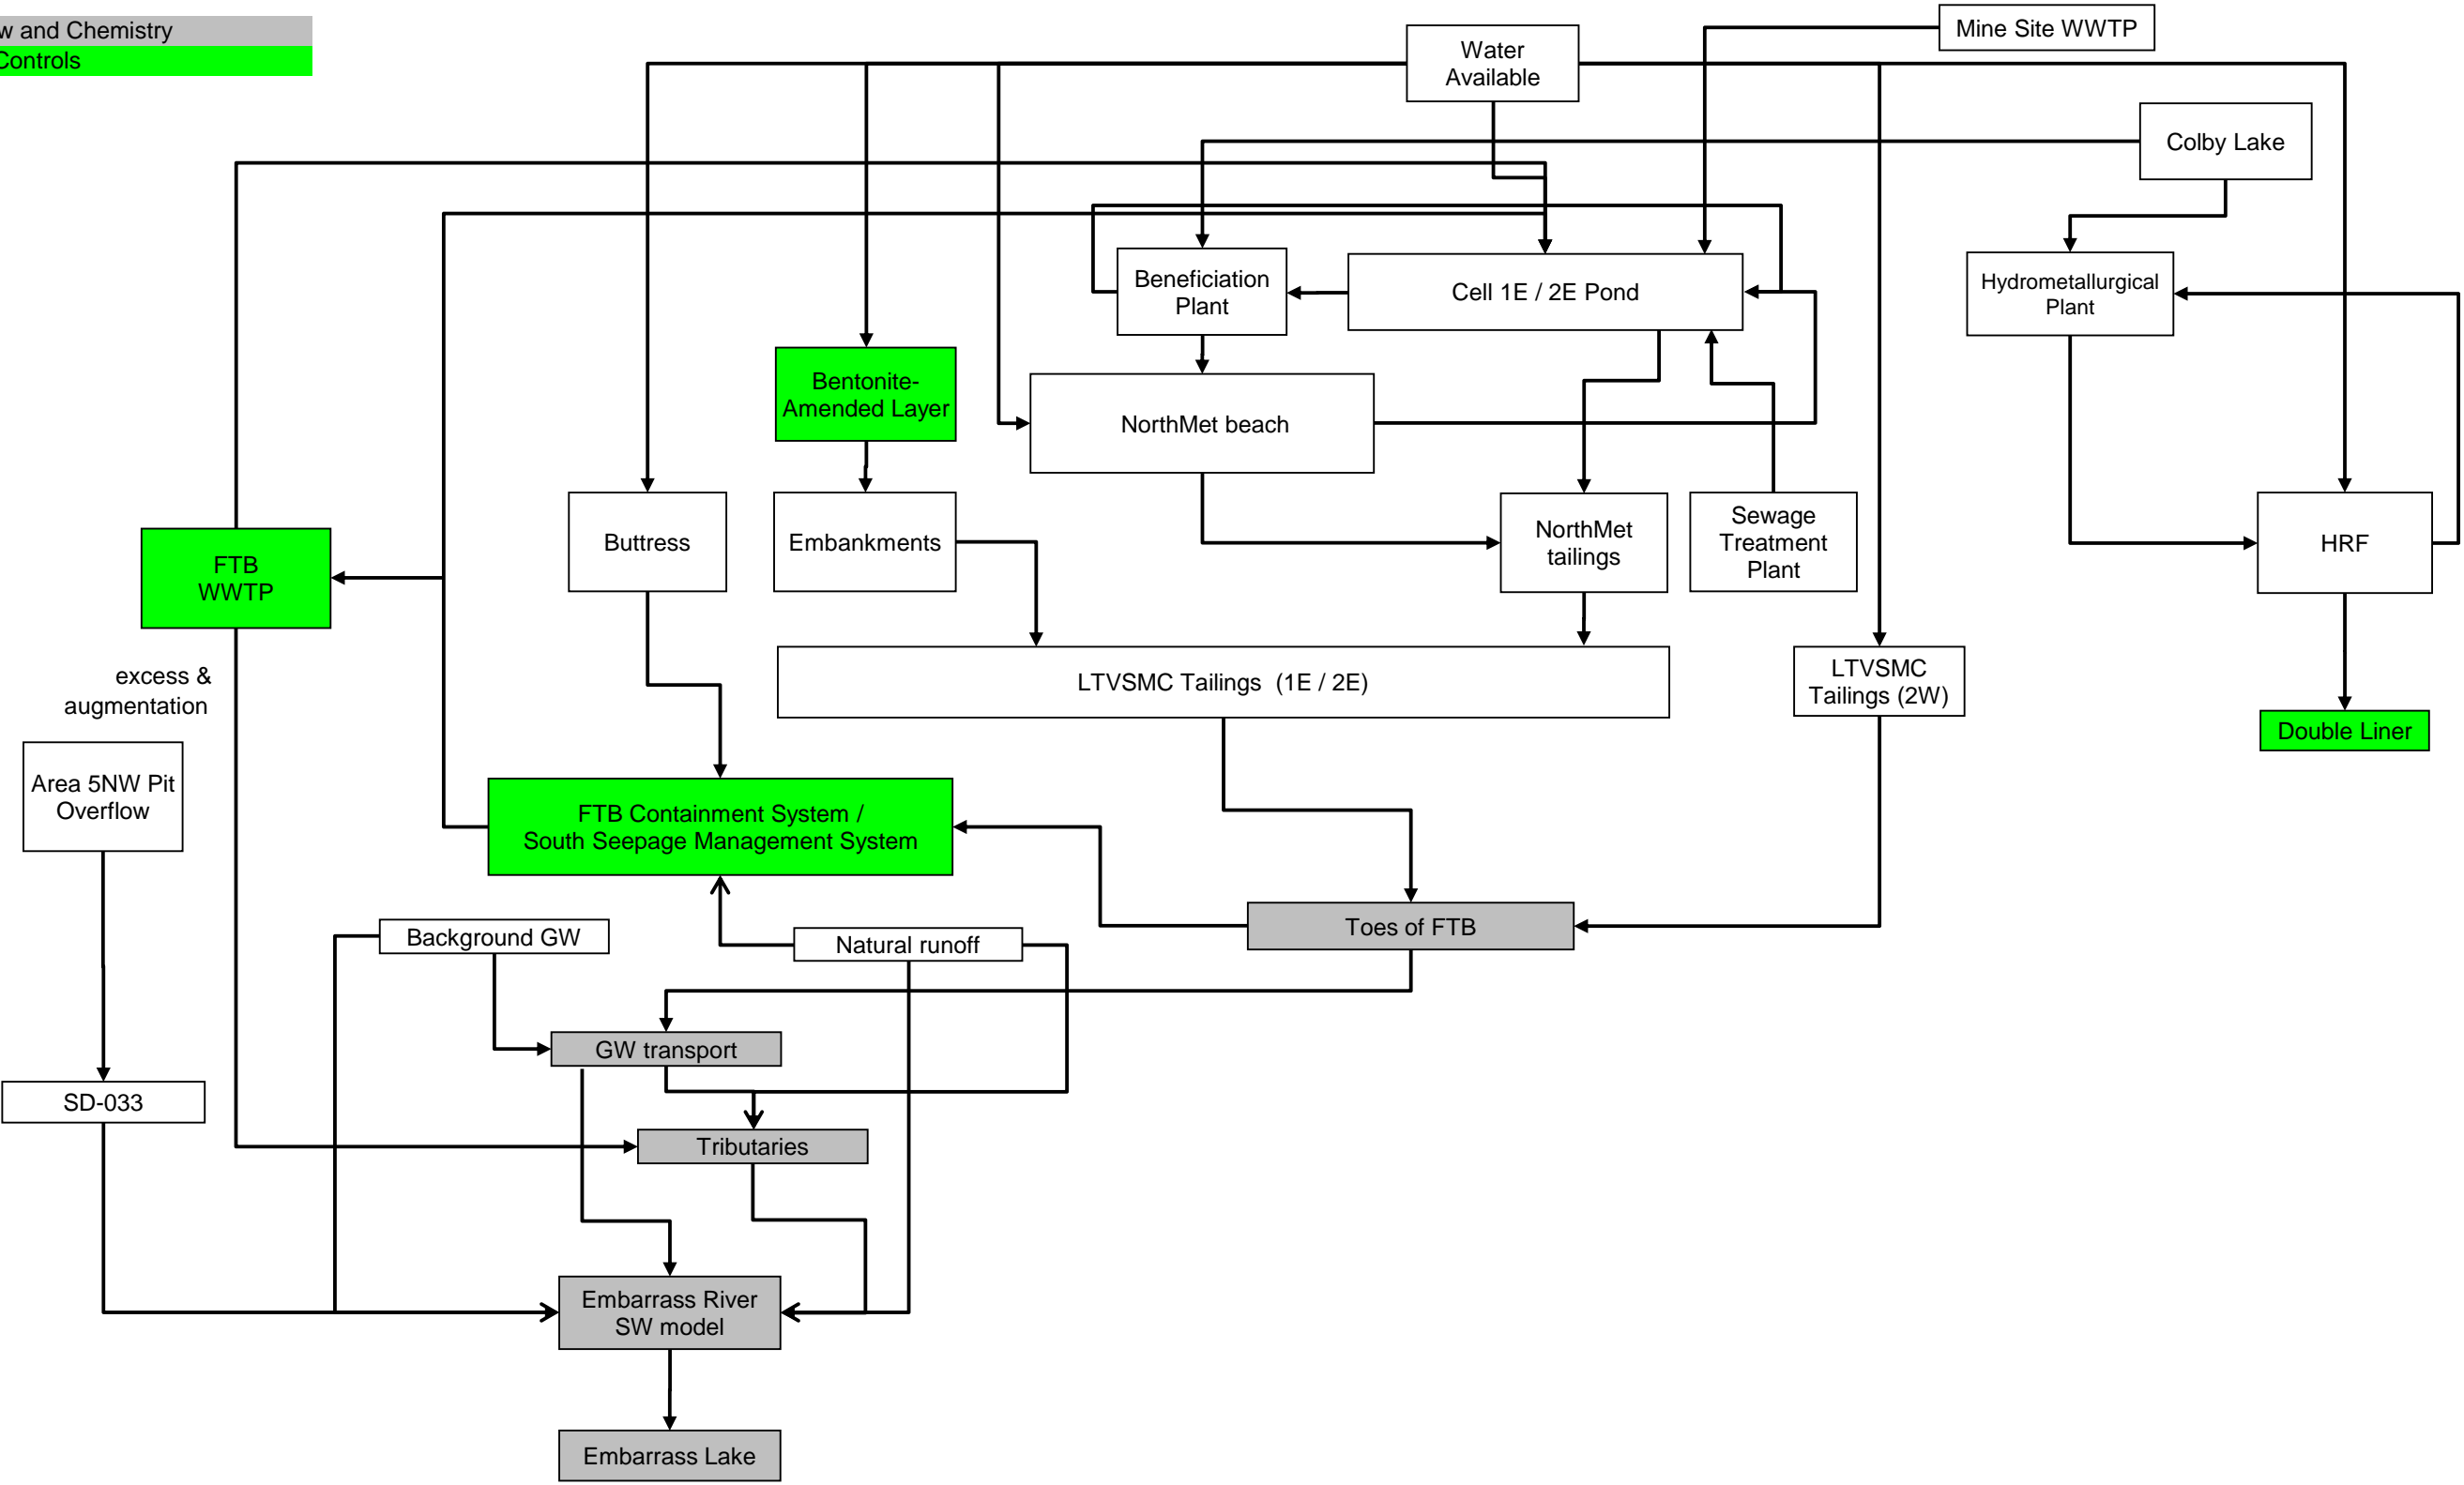 and Chemistry
Controls
Mine Site WWTP
Water
Available
Colby Lake
Beneficiation
Plant
Cell 1E / 2E Pond
Hydrometallurgical
Plant
Bentonite-
Amended Layer
NorthMet beach
Buttress
Embankments
NorthMet
tailings
Sewage
Treatment
Plant
HRF
FTB
WWTP
excess &
augmentation
LTVSMC Tailings (1E / 2E)
LTVSMC
Tailings (2W)
Double Liner
Area 5NW Pit
Overflow
FTB Containment System /
South Seepage Management System
Toes of FTB
Background GW
Natural runoff
GW transport
SD-033
Tributaries
Embarrass River
SW model
Embarrass Lake